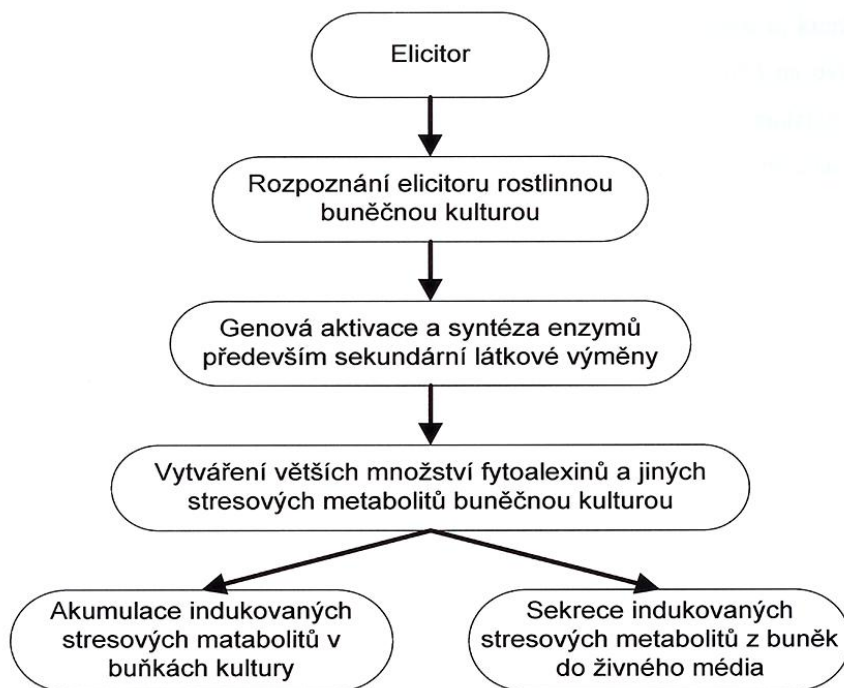 Elicitor
Rozpoznání elicitoru rostlinnou
buněčnou kulturou
Genová aktivace a syntéza enzymů
především sekundární látkové výměny
Vytváření větších množství fytoalexinů a jiných
stresových metabolitů buněčnou kulturou
Akumulace indukovaných
stresových matabolitů v
buňkách kultury
Sekrece indukovaných
stresových metabolitů z buněk
do živného média